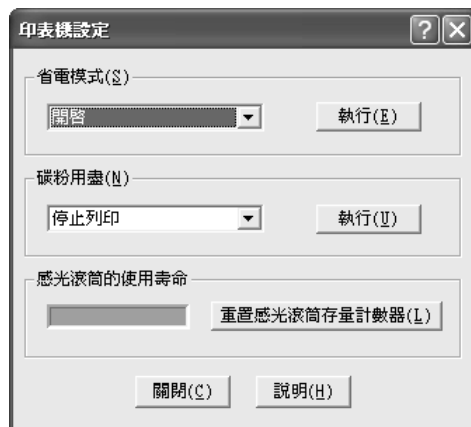 印表機設定
省電模式(S)
開啓
執行(E)
碳粉用盡(N)
停止列印
執行(U)
感光滾筒的使用壽命
重置感光滾筒存量計數器(L)
關閉(C)
說明(H)